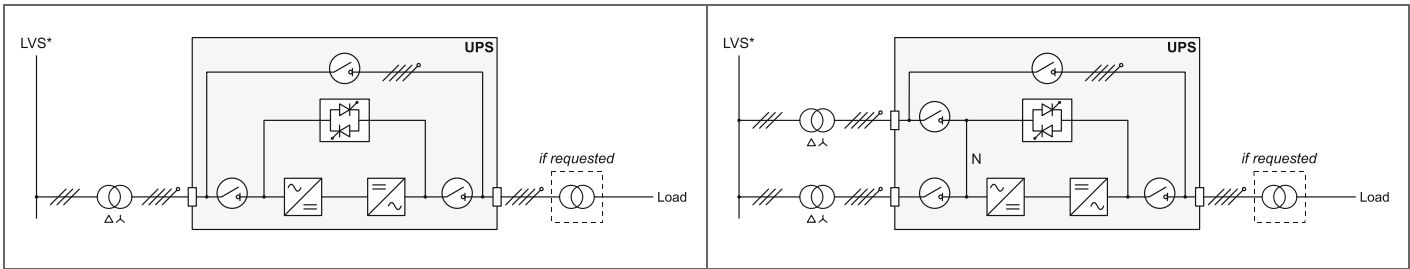 LVS*
UPS
if requested
Load
LVS*
UPS
N
if requested
Load